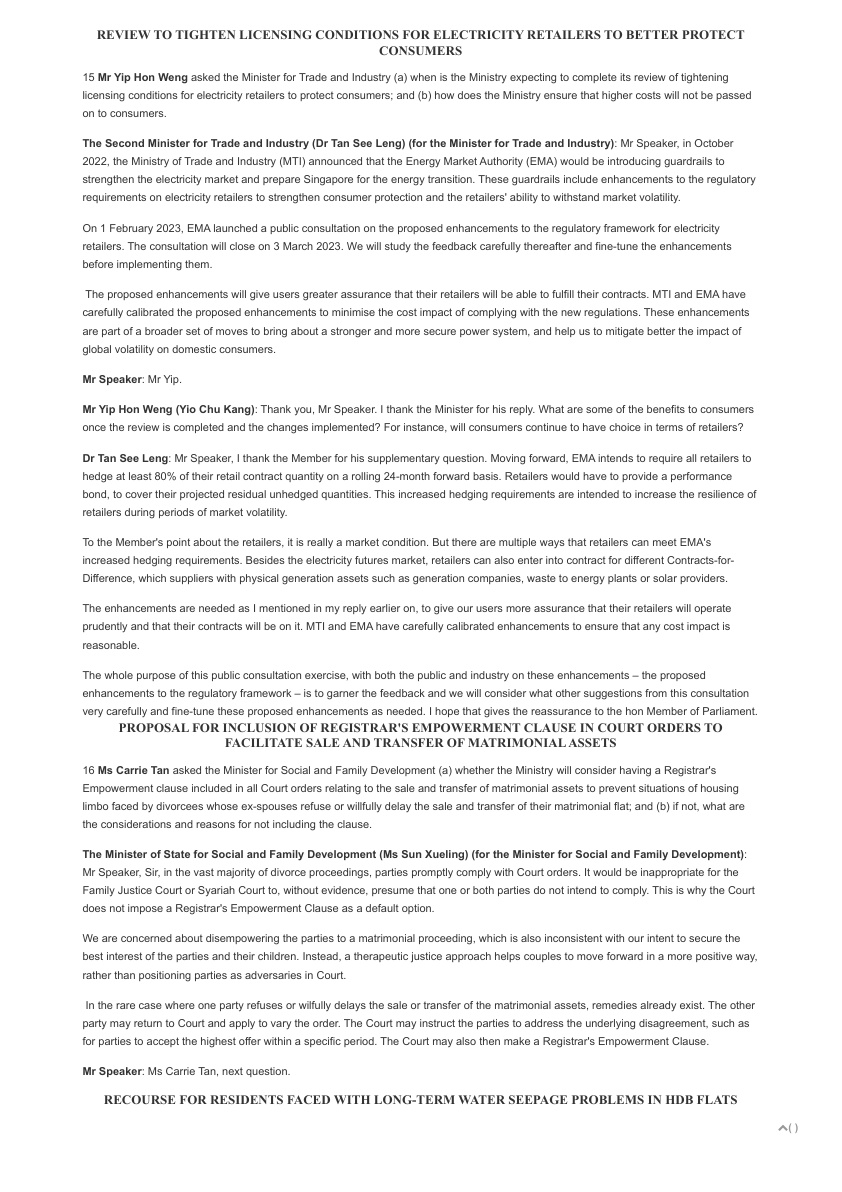 REVIEW TO TIGHTEN LICENSING CONDITIONS FOR ELECTRICITY RETAILERS TO BETTER PROTECT
CONSUMERS
15 Mr Yip Hon Weng asked the Minister for Trade and Industry (a) when is the Ministry expecting to complete its review of tightening
licensing conditions for electricity retailers to protect consumers; and (b) how does the Ministry ensure that higher costs will not be passed
on to consumers.
The Second Minister for Trade and Industry (Dr Tan See Leng) (for the Minister for Trade and Industry): Mr Speaker, in October
2022, the Ministry of Trade and Industry (MTI) announced that the Energy Market Authority (EMA) would be introducing guardrails to
strengthen the electricity market and prepare Singapore for the energy transition. These guardrails include enhancements to the regulatory
requirements on electricity retailers to strengthen consumer protection and the retailers' ability to withstand market volatility.
On 1 February 2023, EMA launched a public consultation on the proposed enhancements to the regulatory framework for electricity
retailers. The consultation will close on 3 March 2023. We will study the feedback carefully thereafter and fine-tune the enhancements
before implementing them.
The proposed enhancements will give users greater assurance that their retailers will be able to fulfill their contracts. MTI and EMA have
carefully calibrated the proposed enhancements to minimise the cost impact of complying with the new regulations. These enhancements
are part of a broader set of moves to bring about a stronger and more secure power system, and help us to mitigate better the impact of
global volatility on domestic consumers.
Mr Speaker: Mr Yip.
Mr Yip Hon Weng (Yio Chu Kang): Thank you, Mr Speaker. I thank the Minister for his reply. What are some of the benefits to consumers
once the review is completed and the changes implemented? For instance, will consumers continue to have choice in terms of retailers?
Dr Tan See Leng: Mr Speaker, I thank the Member for his supplementary question. Moving forward, EMA intends to require all retailers to
hedge at least 80% of their retail contract quantity on a rolling 24-month forward basis. Retailers would have to provide a performance
bond, to cover their projected residual unhedged quantities. This increased hedging requirements are intended to increase the resilience of
retailers during periods of market volatility.
To the Member's point about the retailers, it is really a market condition. But there are multiple ways that retailers can meet EMA's
increased hedging requirements. Besides the electricity futures market, retailers can also enter into contract for different Contracts-for-
Difference, which suppliers with physical generation assets such as generation companies, waste to energy plants or solar providers.
The enhancements are needed as I mentioned in my reply earlier on, to give our users more assurance that their retailers will operate
prudently and that their contracts will be on it. MTI and EMA have carefully calibrated enhancements to ensure that any cost impact is
reasonable.
The whole purpose of this public consultation exercise, with both the public and industry on these enhancements – the proposed
enhancements to the regulatory framework – is to garner the feedback and we will consider what other suggestions from this consultation
very carefully and fine-tune these proposed enhancements as needed. I hope that gives the reassurance to the hon Member of Parliament.
PROPOSAL FOR INCLUSION OF REGISTRAR'S EMPOWERMENT CLAUSE IN COURT ORDERS TO
FACILITATE SALE AND TRANSFER OF MATRIMONIAL ASSETS
16 Ms Carrie Tan asked the Minister for Social and Family Development (a) whether the Ministry will consider having a Registrar's
Empowerment clause included in all Court orders relating to the sale and transfer of matrimonial assets to prevent situations of housing
limbo faced by divorcees whose ex-spouses refuse or willfully delay the sale and transfer of their matrimonial flat; and (b) if not, what are
the considerations and reasons for not including the clause.
The Minister of State for Social and Family Development (Ms Sun Xueling) (for the Minister for Social and Family Development):
Mr Speaker, Sir, in the vast majority of divorce proceedings, parties promptly comply with Court orders. It would be inappropriate for the
Family Justice Court or Syariah Court to, without evidence, presume that one or both parties do not intend to comply. This is why the Court
does not impose a Registrar's Empowerment Clause as a default option.
We are concerned about disempowering the parties to a matrimonial proceeding, which is also inconsistent with our intent to secure the
best interest of the parties and their children. Instead, a therapeutic justice approach helps couples to move forward in a more positive way,
rather than positioning parties as adversaries in Court.
In the rare case where one party refuses or wilfully delays the sale or transfer of the matrimonial assets, remedies already exist. The other
party may return to Court and apply to vary the order. The Court may instruct the parties to address the underlying disagreement, such as
for parties to accept the highest offer within a specific period. The Court may also then make a Registrar's Empowerment Clause.
Mr Speaker: Ms Carrie Tan, next question.
RECOURSE FOR RESIDENTS FACED WITH LONG-TERM WATER SEEPAGE PROBLEMS IN HDB FLATS
( )